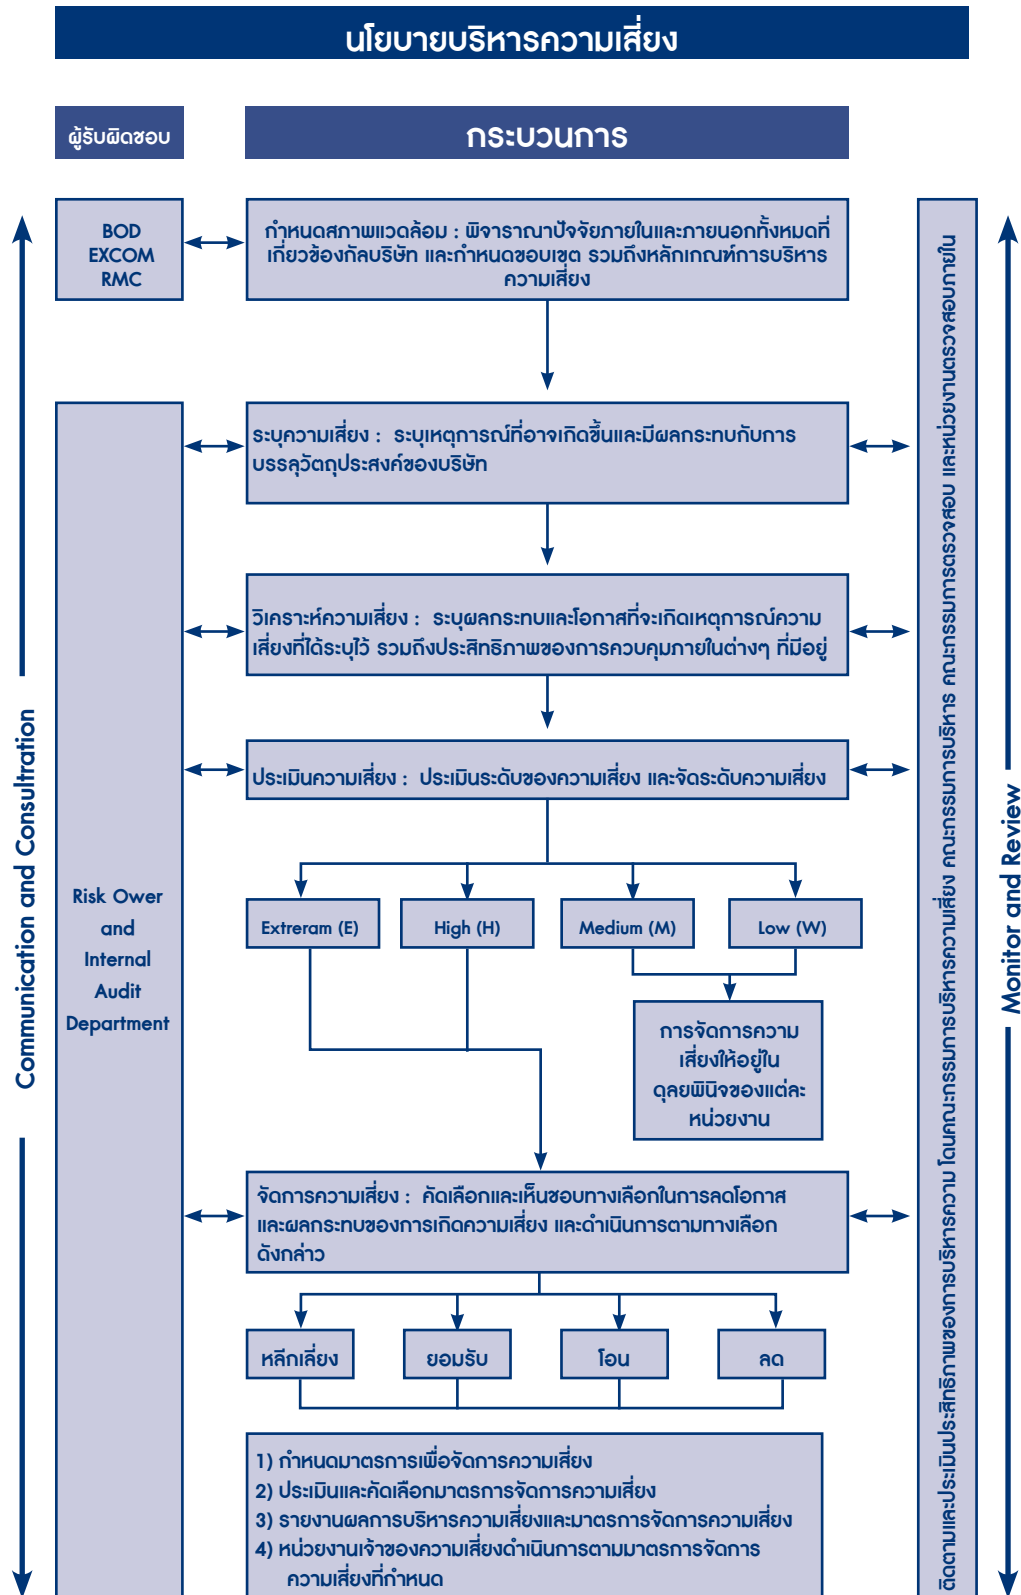 นโยบายบริหารความเสี่ยง
ผู้รับผิดชอบ
กระบวนการ
BOD
EXCOM
RMC
กำหนดสภาพแวดล้อม : พิจาราณาปัจจัยภายในและภายนอกทั้งหมดที่
เกี่ยวข้องกัลบริษัท และกำหนดขอบเขต รวมถึงหลักเกณฑ์การบริหาร
ความเสี่ยง
ระบุความเสี่ยง : ระบุเหตุการณ์ที่อาจเกิดขึ้นและมีผลกระทบกับการ
บรรลุวัตถุประสงค์ของบริษัท
วิเคราะห์ความเสี่ยง : ระบุผลกระทบและโอกาสที่จะเกิดเหตุการณ์ความ
เสี่ยงที่ได้ระบุไว้ รวมถึงประสิทธิภาพของการควบคุมภายในต่างๆ ที่มีอยู่
ประเมินความเสี่ยง : ประเมินระดับของความเสี่ยง และจัดระดับความเสี่ยง
Communication and Consultration
Risk Ower
and
Internal
Audit
Department
Extreram (E)
High (H)
Medium (M)
Low (W)
การจัดการความ
เสี่ยงให้อยู่ใน
ดุลยพินิจของแต่ละ
หน่วยงาน
จัดการความเสี่ยง : คัดเลือกและเห็นชอบทางเลือกในการลดโอกาส
และผลกระทบของการเกิดความเสี่ยง และดำเนินการตามทางเลือก
ดังกล่าว
หลีกเลี่ยง
ยอมรับ
โอน
ลด
1) กำหนดมาตรการเพื่อจัดการความเสี่ยง
2) ประเมินและคัดเลือกมาตรการจัดการความเสี่ยง
3) รายงานผลการบริหารความเสี่ยงและมาตรการจัดการความเสี่ยง
4) หน่วยงานเจ้าของความเสี่ยงดำเนินการตามมาตรการจัดการ
ความเสี่ยงที่กำหนด
ติดตามและประเมินประสิทธิภาพของการบริหารความ โดนคณะกรรมการบริหารความเสี่ยง คณะกรรมการบริหาร คณะกรรมการตรวจสอบ และหน่วยงานตรวจสอบภายใน
Monitor and Review